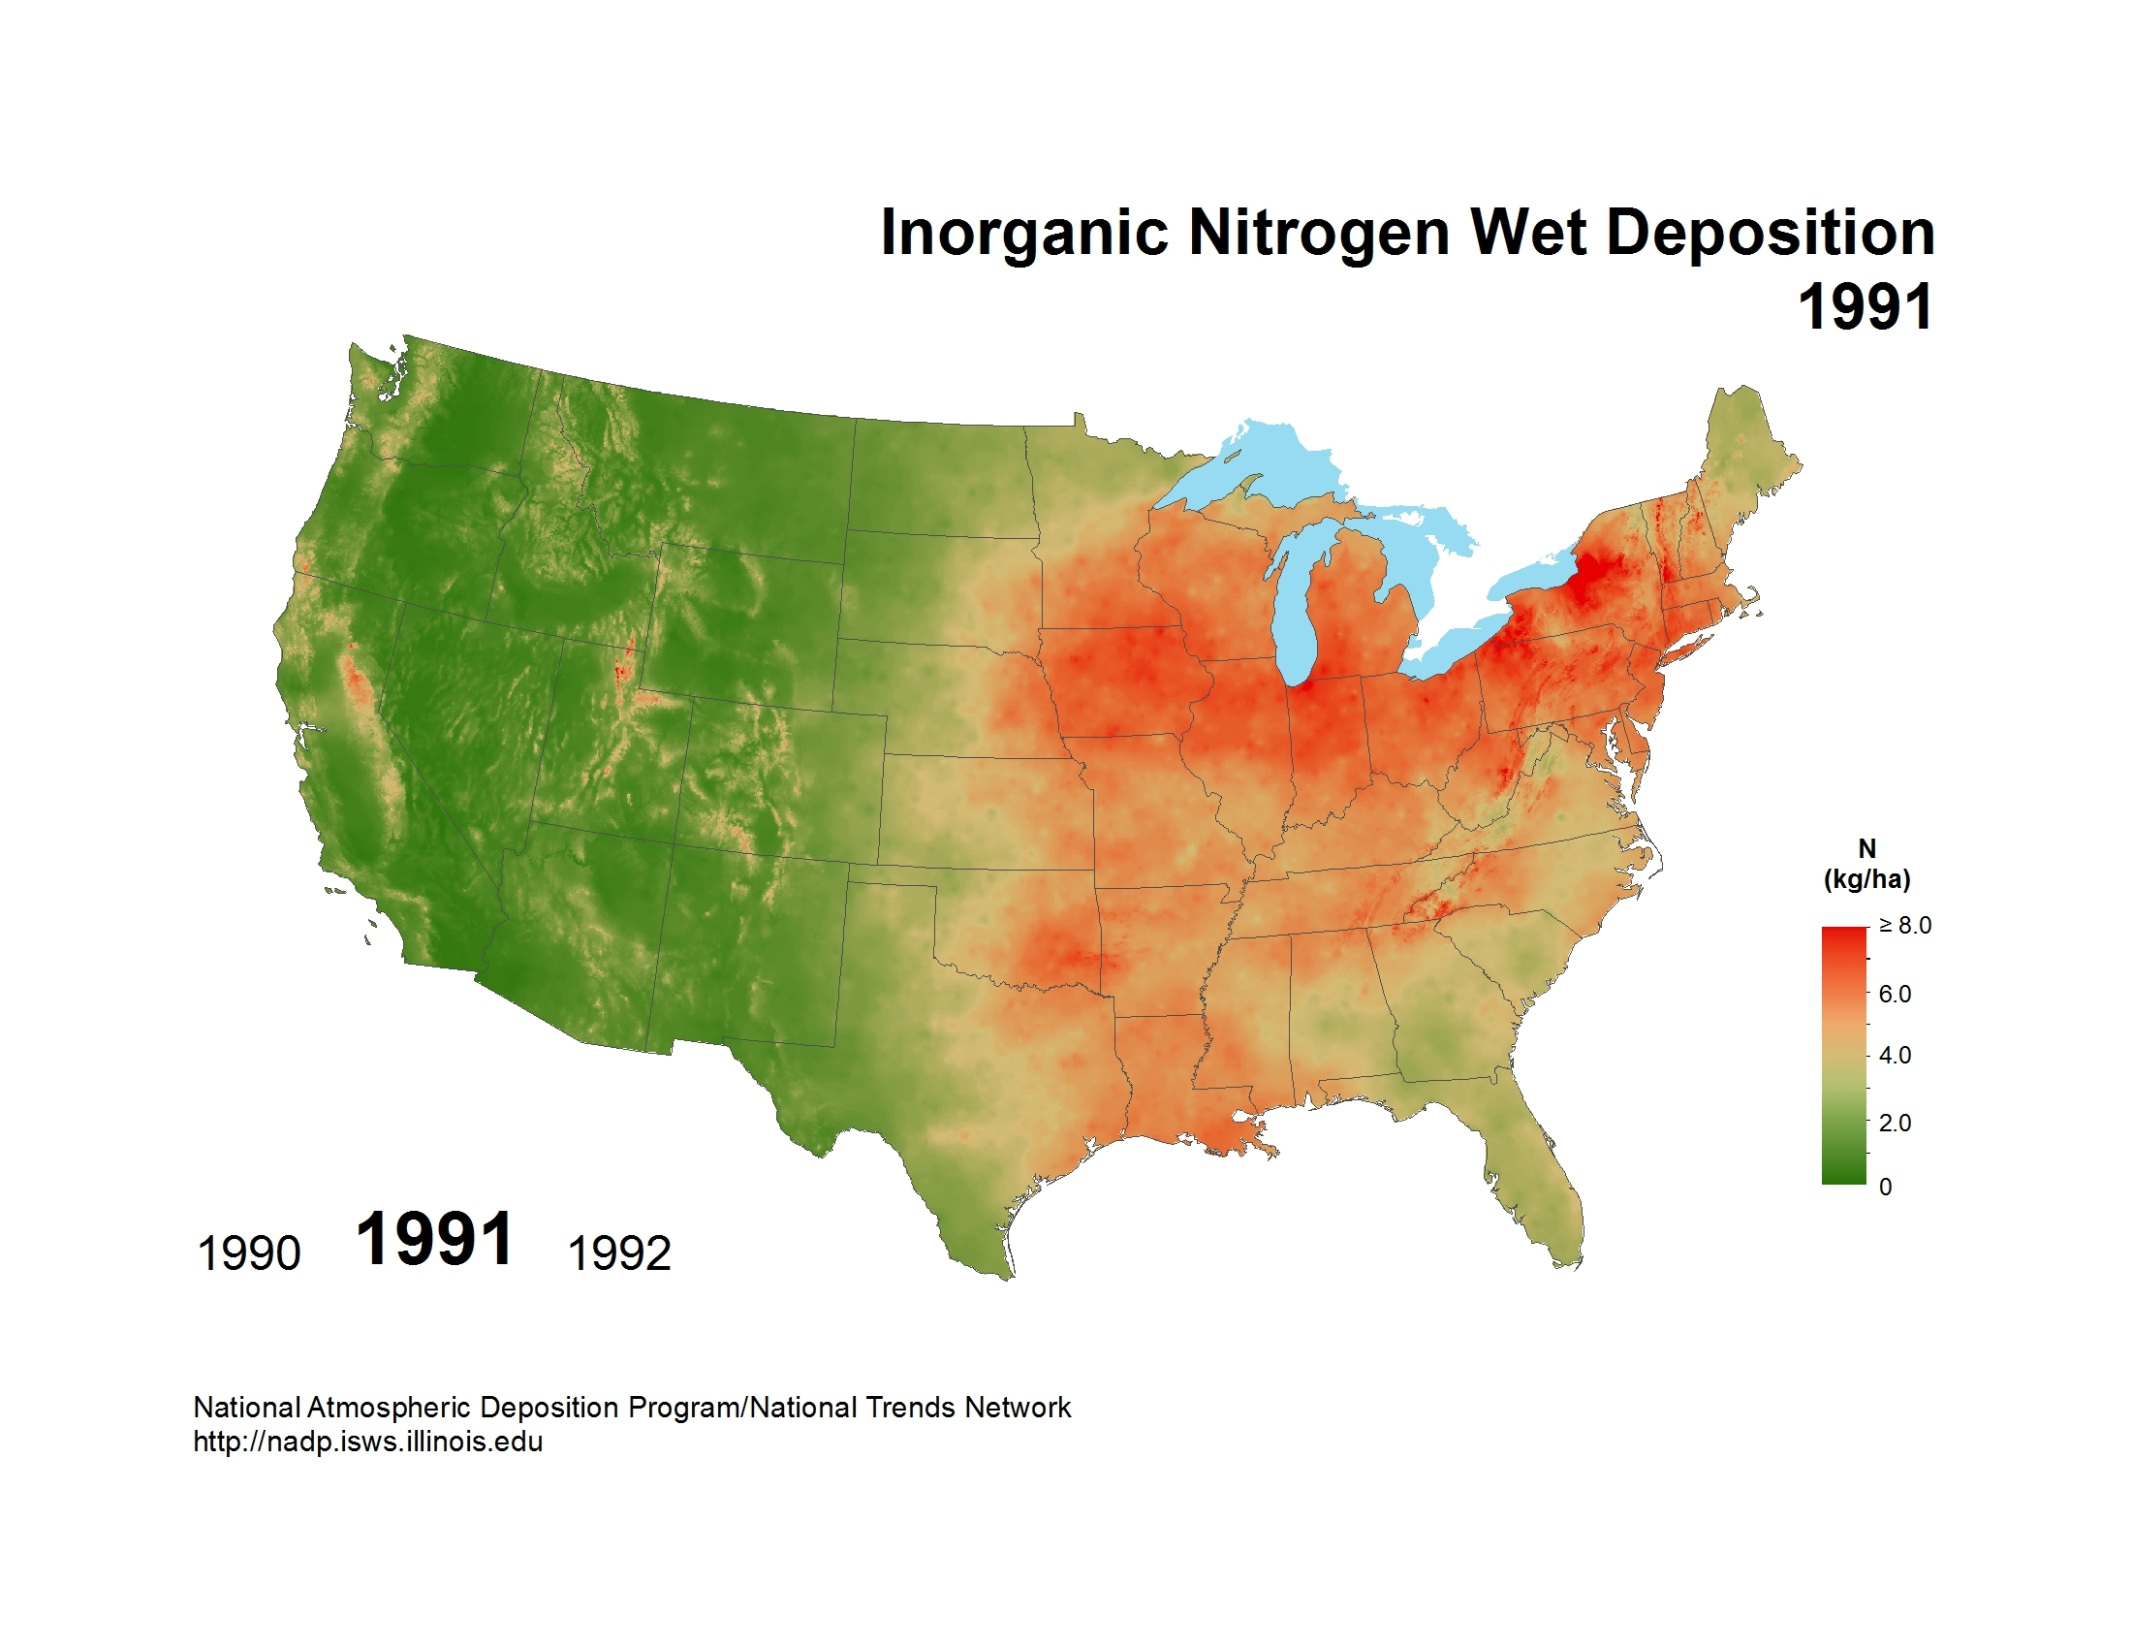 Inorganic Nitrogen Wet Deposition
1991
N
(kg/ha)
≥ 8.0
6.0
4.0
2.0
0
1990 1991 1992
National Atmospheric Deposition Program/National Trends Network
http://nadp.isws.illinois.edu